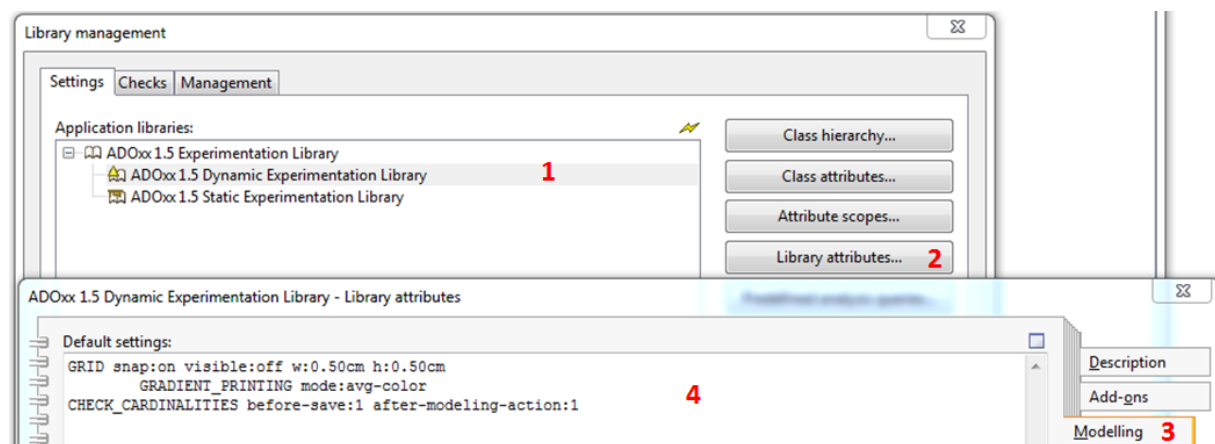 Library management
Settings Checks Management
Application libraries:
ADOxx 1.5 Experimentation Library
ADOxx 1.5 Dynamic Experimentation Library 1
ADOxx 1.5 Static Experimentation Library
Class hierarchy...
Class attributes...
Attribute scopes...
Library attributes... 2
ADOxx 1.5 Dynamic Experimentation Library - Library attributes
Default settings:
GRID snap:on visible:off w:0.50cm h:0.50cm
GRADIENT_PRINTING mode:avg-color
CHECK_CARDINALITIES before-save:1 after-modeling-action:1
4
Description
Add-ons
Modelling 3